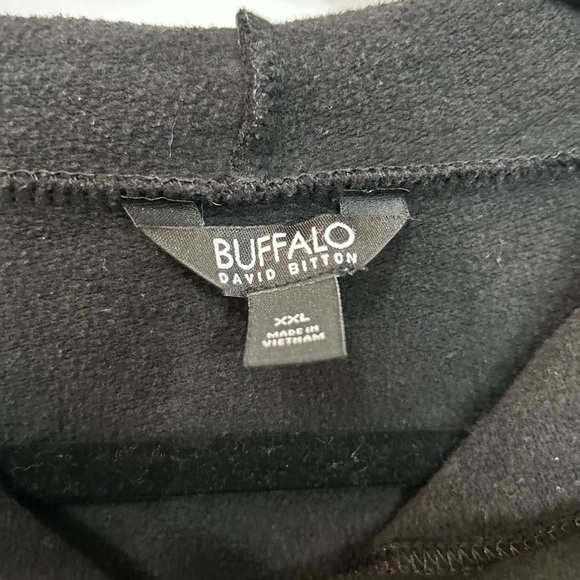 BUFFALO
DAVID BITTON
XXL
MADE IN
VIETNAM